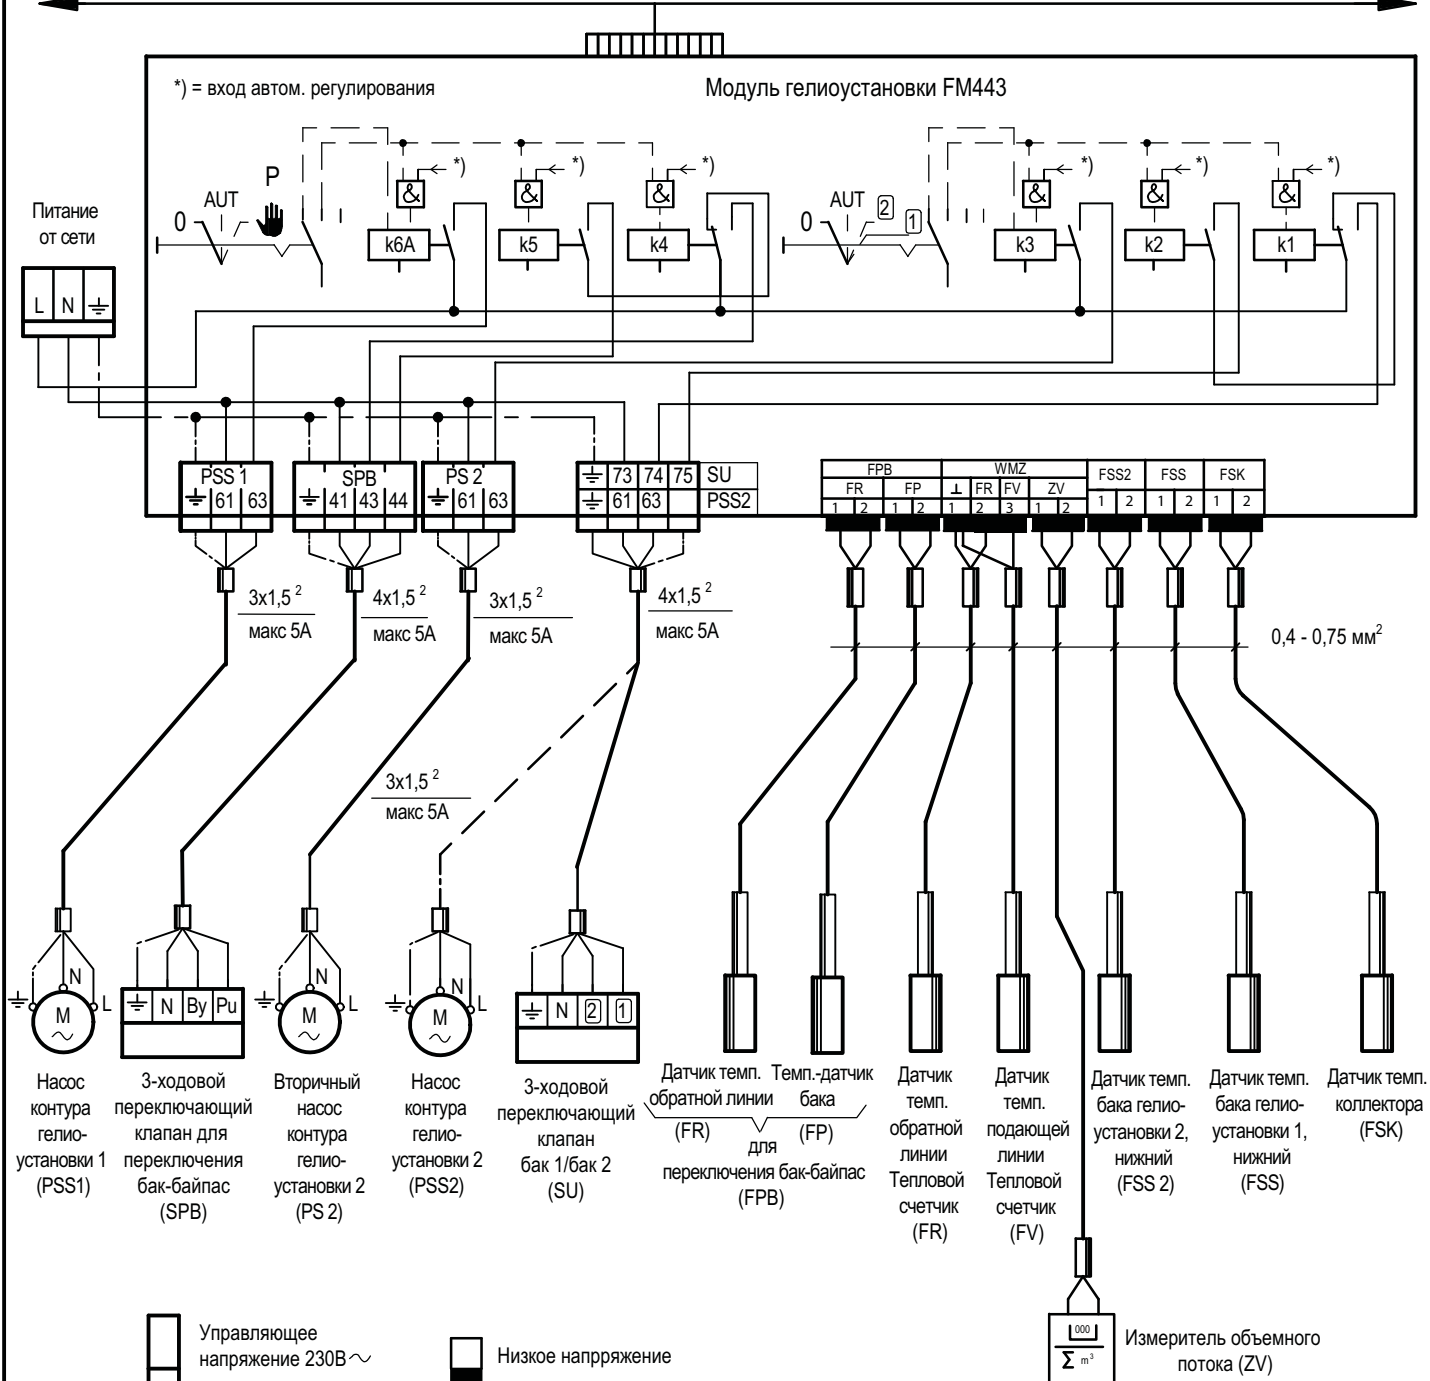 *) = вход автом. регулирования
Модуль гелиоустановки FM443
Питание
от сети
L N
0 AUT P
& *) & *) & *)
k6A k5 k4
0 AUT 2 1
& *) & *) & *)
k3 k2 k1
PSS 1
61 63
SPB
41 43 44
PS 2
61 63
73 74 75 SU
61 63 PSS2
FPB WMZ FSS2 FSS FSK
FR FP ⊥ FR FV ZV
1 2 1 2 1 2 3 1 2 1 2 1 2 1 2
3x1,5 2
макс 5А
4x1,5 2
макс 5А
3x1,5 2
макс 5А
4x1,5 2
макс 5А
0,4 - 0,75 мм2
3x1,5 2
макс 5А
N L
M
N By Pu
N L
M
N L
M
N 2 1
Насос
контура
гелио-
установки 1
(PSS1)
3-ходовой
переключающий
клапан для
переключения
бак-байпас
(SPB)
Вторичный
насос
контура
гелио-
установки 2
(PS 2)
Насос
контура
гелио-
установки 2
(PSS2)
3-ходовой
переключающий
клапан
бак 1/бак 2
(SU)
Датчик темп.
обратной линии
(FR)
Темп.-датчик
бака
(FP)
для
переключения бак-байпас
(FPB)
Датчик
темп.
обратной
линии
Тепловой
счетчик
(FR)
Датчик
темп.
подающей
линии
Тепловой
счетчик
(FV)
Датчик темп.
бака гелио-
установки 2,
нижний
(FSS 2)
Датчик темп.
бака гелио-
установки 1,
нижний
(FSS)
Датчик темп.
коллектора
(FSK)
Управляющее
напряжение 230В
Низкое напрряжение
000
Σ m3
Измеритель объемного
потока (ZV)